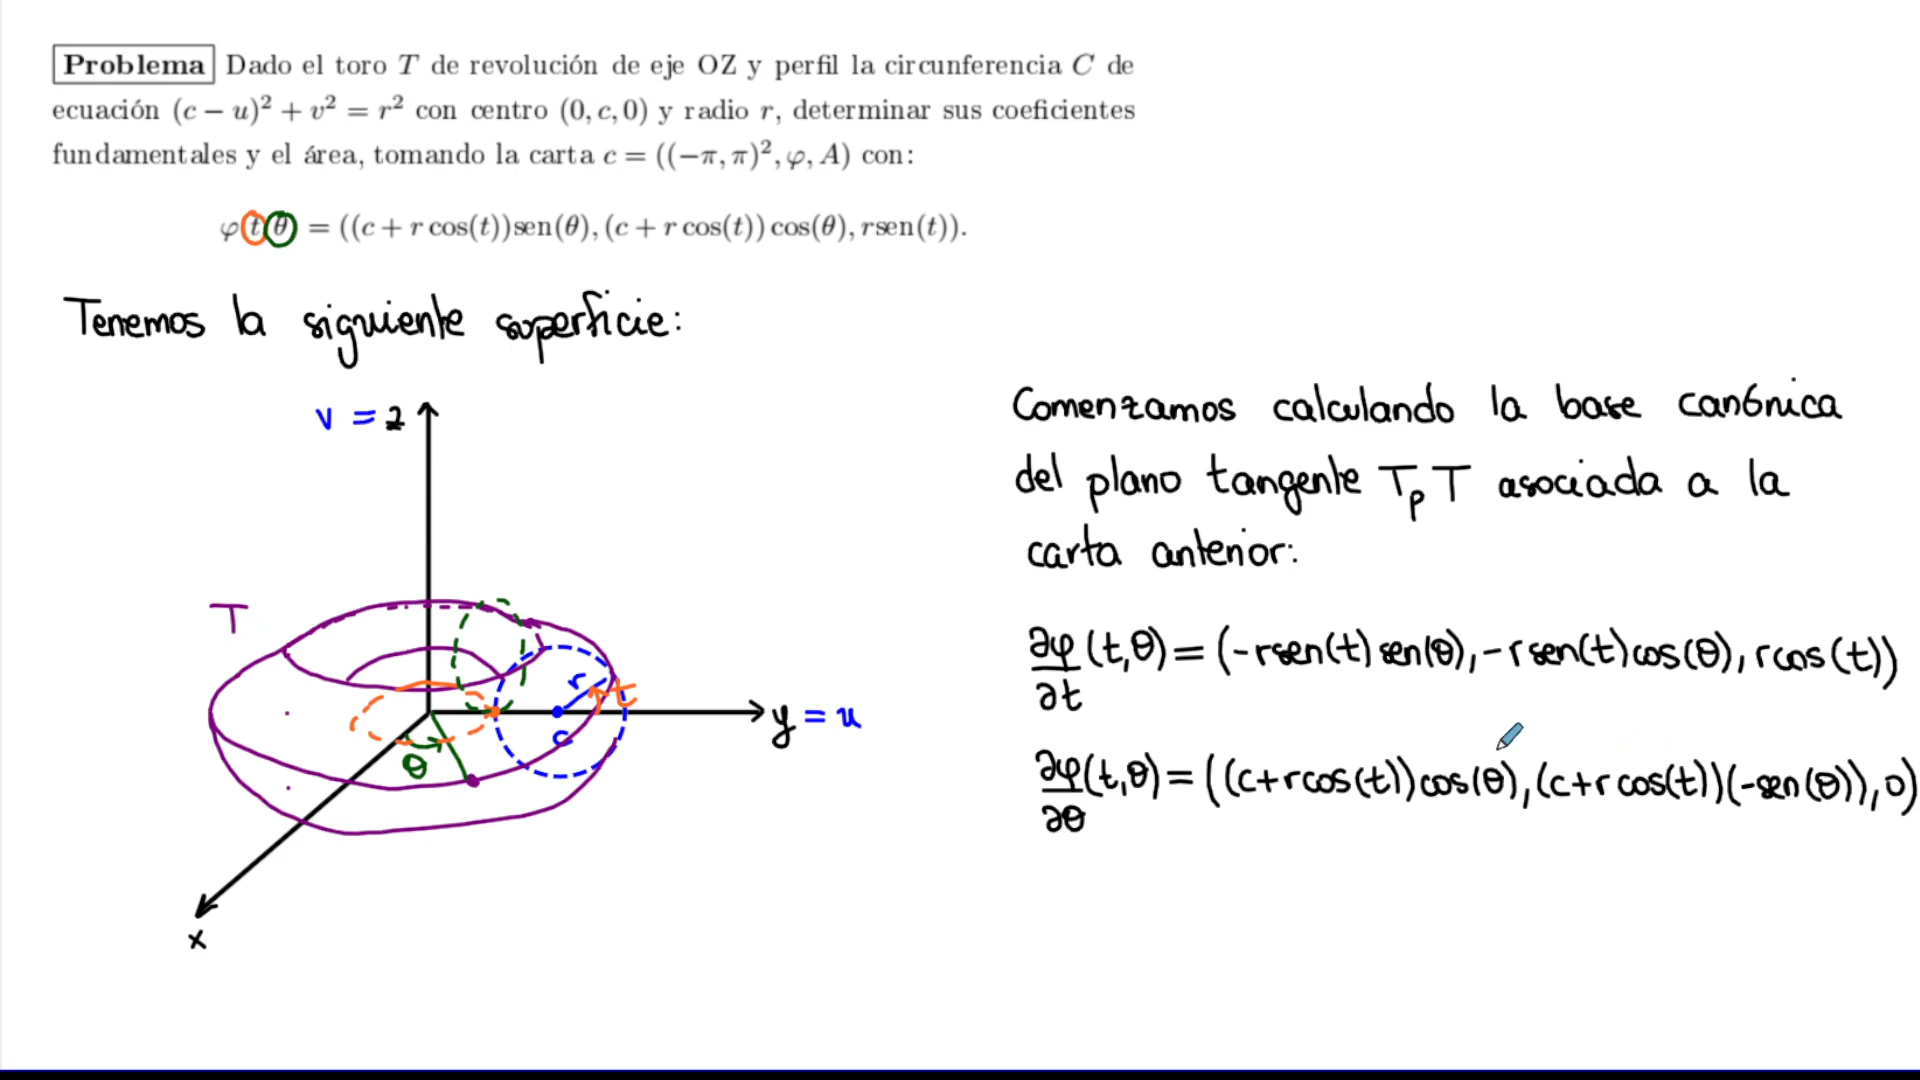 Problema Dado el toro T de revolución de eje OZ y perfil la circunferencia C de
ecuación (c − u)² + v² = r² con centro (0, c, 0) y radio r, determinar sus coeficientes
fundamentales y el área, tomando la carta c = ((−π, π)², φ, A) con:
φ(t,θ) = ((c + r cos(t))sen(θ), (c + r cos(t)) cos(θ), rsen(t)).
Tenemos la siguiente superficie:
v = z
T
r
t
c
y = u
θ
x
Comenzamos calculando la base canónica
del plano tangente TₚT asociada a la
carta anterior:
∂φ/∂t (t,θ) = (-rsen(t) sen(θ), -rsen(t)cos(θ), rcos(t))
∂φ/∂θ (t,θ) = ((c+rcos(t))cos(θ), (c+rcos(t))(-sen(θ)), 0)